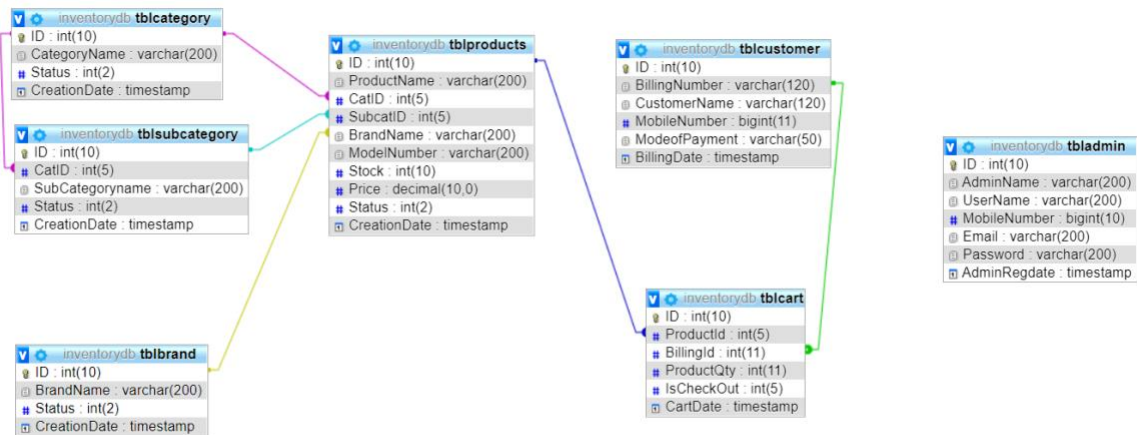 inventorydb tblcategory
ID : int(10)
CategoryName : varchar(200)
Status : int(2)
CreationDate : timestamp
inventorydb tblsubcategory
ID : int(10)
CatID : int(5)
SubCategoryname : varchar(200)
Status : int(2)
CreationDate : timestamp
inventorydb tblbrand
ID : int(10)
BrandName : varchar(200)
Status : int(2)
CreationDate : timestamp
inventorydb tblproducts
ID : int(10)
ProductName : varchar(200)
CatID : int(5)
SubcatID : int(5)
BrandName : varchar(200)
ModelNumber : varchar(200)
Stock : int(10)
Price : decimal(10,0)
Status : int(2)
CreationDate : timestamp
inventorydb tblcustomer
ID : int(10)
BillingNumber : varchar(120)
CustomerName : varchar(120)
MobileNumber : bigint(11)
ModeofPayment : varchar(50)
BillingDate : timestamp
inventorydb tblcart
ID : int(10)
ProductId : int(5)
BillingId : int(11)
ProductQty : int(11)
IsCheckOut : int(5)
CartDate : timestamp
inventorydb tbladmin
ID : int(10)
AdminName : varchar(200)
UserName : varchar(200)
MobileNumber : bigint(10)
Email : varchar(200)
Password : varchar(200)
AdminRegdate : timestamp